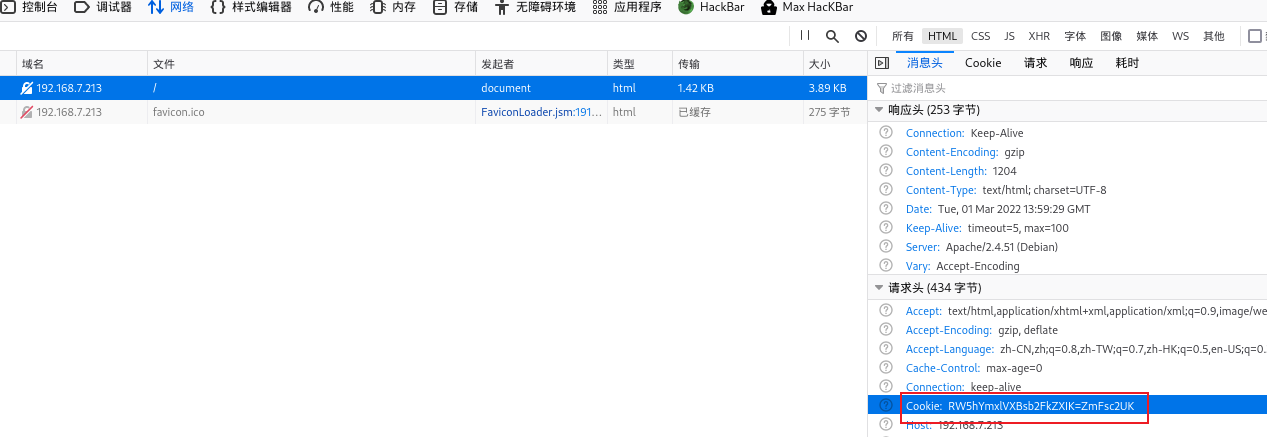 控制台 调试器 网络 样式编辑器 性能 内存 存储 无障碍环境 应用程序 HackBar Max HacKBar
所有 HTML CSS JS XHR 字体 图像 媒体 WS 其他
域名 文件 发起者 类型 传输 大小 消息头 Cookie 请求 响应 耗时
192.168.7.213 / document html 1.42 KB 3.89 KB
过滤消息头
192.168.7.213 favicon.ico FaviconLoader.jsm:191... html 已缓存 275 字节
响应头 (253 字节)
Connection: Keep-Alive
Content-Encoding: gzip
Content-Length: 1204
Content-Type: text/html; charset=UTF-8
Date: Tue, 01 Mar 2022 13:59:29 GMT
Keep-Alive: timeout=5, max=100
Server: Apache/2.4.51 (Debian)
Vary: Accept-Encoding
请求头 (434 字节)
Accept: text/html,application/xhtml+xml,application/xml;q=0.9,image/we
Accept-Encoding: gzip, deflate
Accept-Language: zh-CN,zh;q=0.8,zh-TW;q=0.7,zh-HK;q=0.5,en-US;q=0.
Cache-Control: max-age=0
Connection: keep-alive
Cookie: RW5hYmxlVXBsb2FkZXIK=ZmFsc2UK
Host: 192.168.7.213